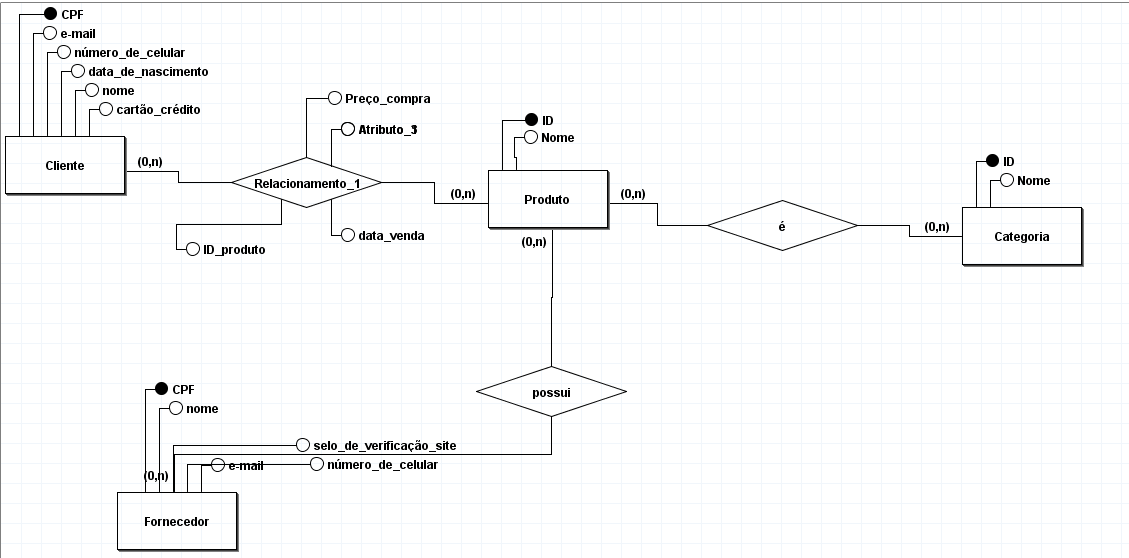 CPF
e-mail
número_de_celular
data_de_nascimento
nome
cartão_crédito
Cliente
(0,n)
Preço_compra
Atributo_3
Relacionamento_1
ID_produto
data_venda
(0,n)
ID
Nome
Produto
(0,n)
(0,n)
é
(0,n)
ID
Nome
Categoria
possui
CPF
nome
selo_de_verificação_site
e-mail
número_de_celular
(0,n)
Fornecedor